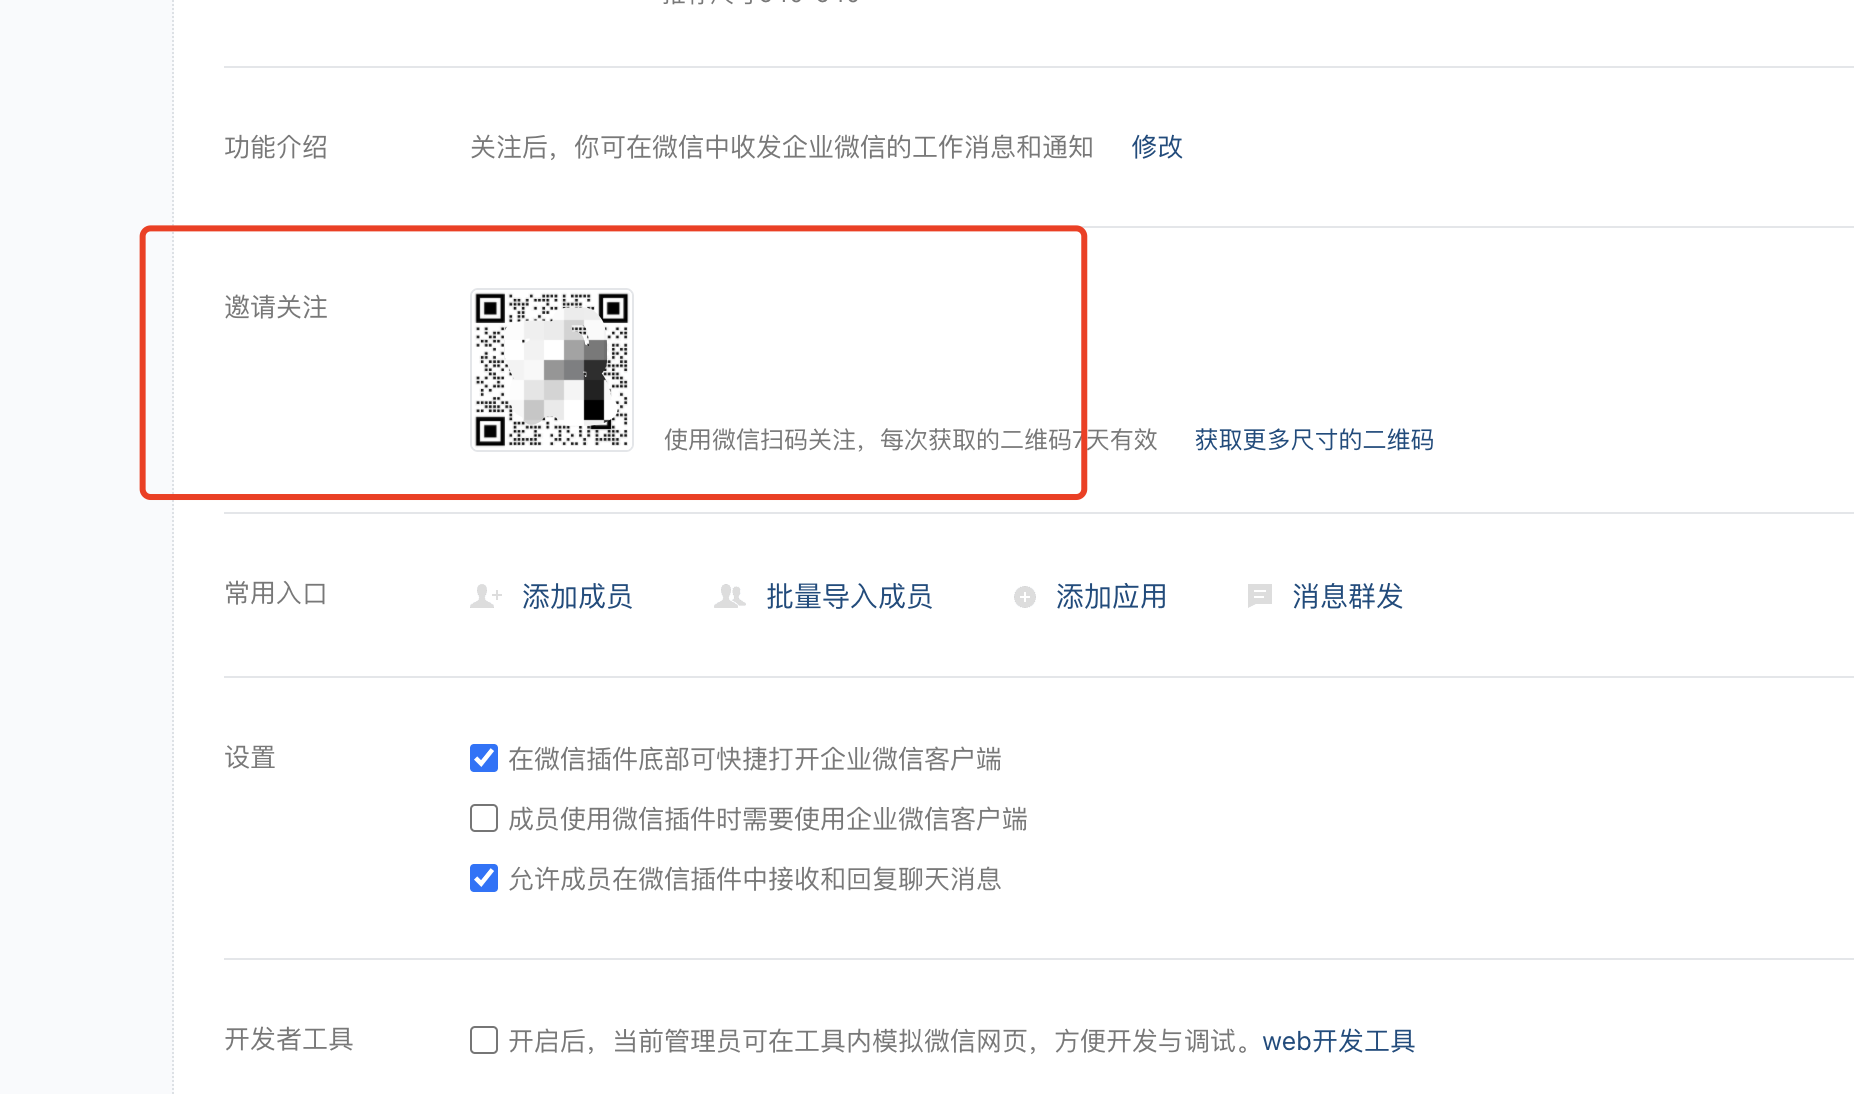 功能介绍 关注后，你可在微信中收发企业微信的工作消息和通知 修改
邀请关注
使用微信扫码关注，每次获取的二维码7天有效 获取更多尺寸的二维码
常用入口 添加成员 批量导入成员 添加应用 消息群发
设置 在微信插件底部可快捷打开企业微信客户端
成员使用微信插件时需要使用企业微信客户端
允许成员在微信插件中接收和回复聊天消息
开发者工具 开启后，当前管理员可在工具内模拟微信网页，方便开发与调试。web开发工具